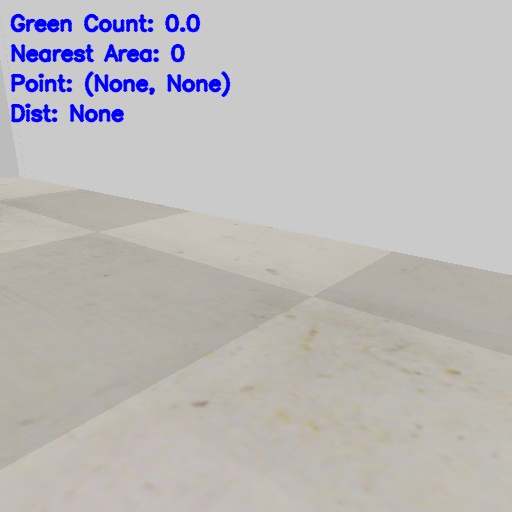 Green Count: 0.0
Nearest Area: 0
Point: (None, None)
Dist: None